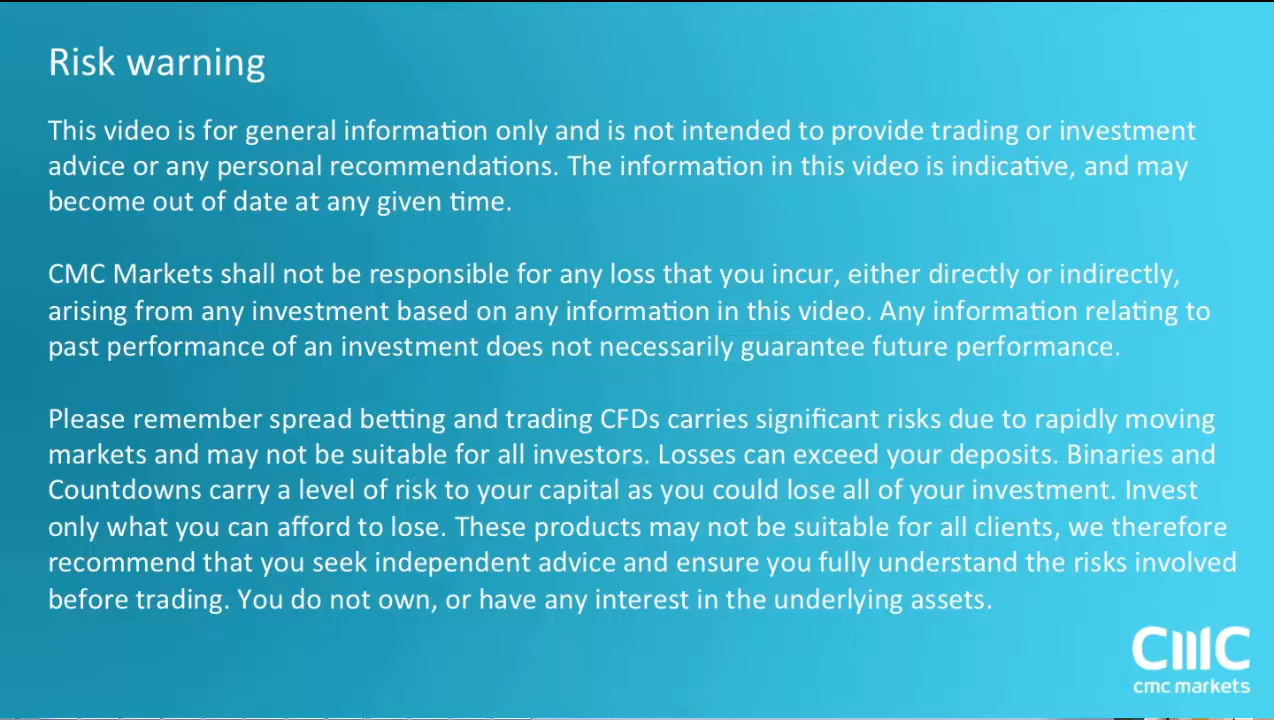 Risk warning
This video is for general information only and is not intended to provide trading or investment
advice or any personal recommendations. The information in this video is indicative, and may
become out of date at any given time.
CMC Markets shall not be responsible for any loss that you incur, either directly or indirectly,
arising from any investment based on any information in this video. Any information relating to
past performance of an investment does not necessarily guarantee future performance.
Please remember spread betting and trading CFDs carries significant risks due to rapidly moving
markets and may not be suitable for all investors. Losses can exceed your deposits. Binaries and
Countdowns carry a level of risk to your capital as you could lose all of your investment. Invest
only what you can afford to lose. These products may not be suitable for all clients, we therefore
recommend that you seek independent advice and ensure you fully understand the risks involved
before trading. You do not own, or have any interest in the underlying assets.
CMC
cmc markets